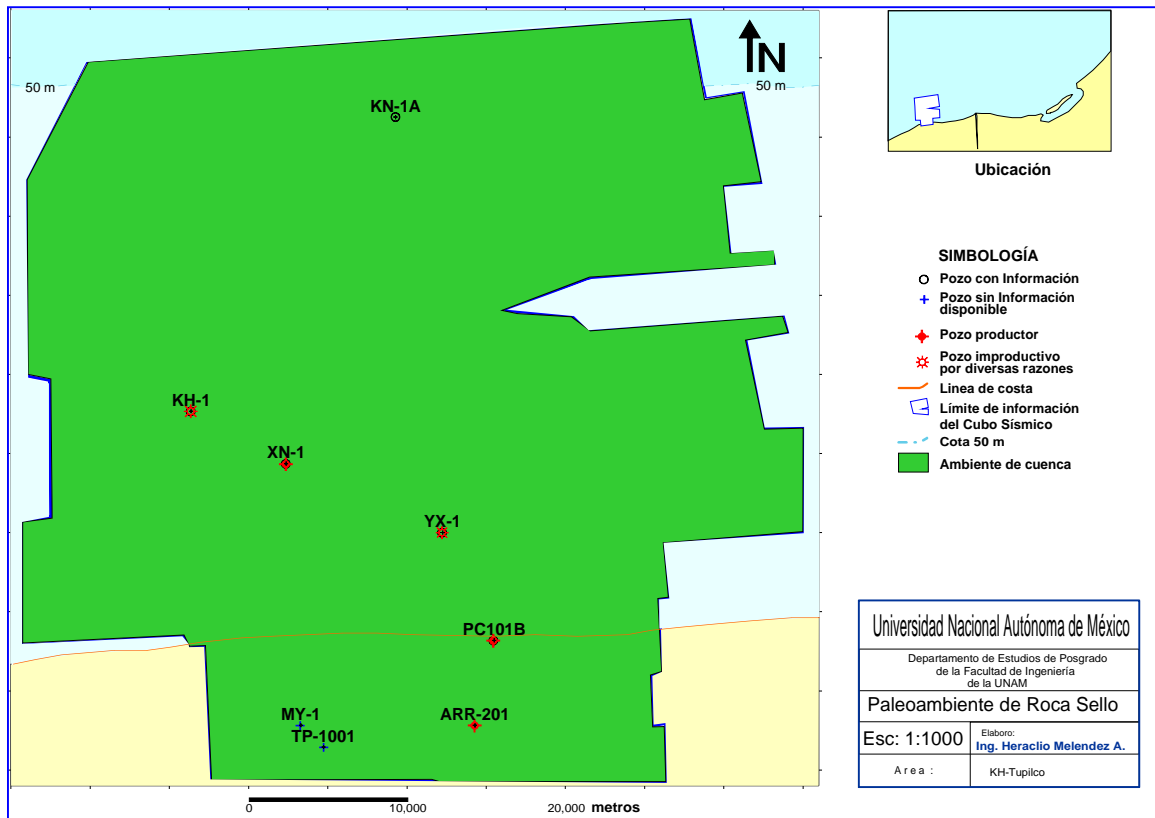 N
50 m
50 m
KN-1A
KH-1
XN-1
YX-1
PC101B
MY-1
ARR-201
TP-1001
0
10,000
20,000
metros
Ubicación
SIMBOLOGÍA
Pozo con Información
Pozo sin Información
disponible
Pozo productor
Pozo improductivo
por diversas razones
Linea de costa
Límite de información
del Cubo Sísmico
Cota 50 m
Ambiente de cuenca
Universidad Nacional Autónoma de México
Departamento de Estudios de Posgrado
de la Facultad de Ingeniería
de la UNAM
Paleoambiente de Roca Sello
Esc: 1:1000
Elaboro:
Ing. Heraclio Melendez A.
Area :
KH-Tupilco